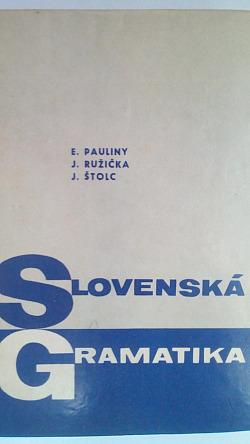 E. PAULINY
J. RUŽIČKA
J. ŠTOLC
SLOVENSKÁ
GRAMATIKA